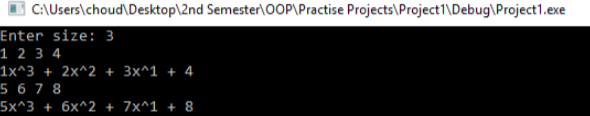 C:\Users\choud\Desktop\2nd Semester\OOP\Practise Projects\Project1\Debug\Project1.exe
Enter size: 3
1 2 3 4
1x^3 + 2x^2 + 3x^1 + 4
5 6 7 8
5x^3 + 6x^2 + 7x^1 + 8